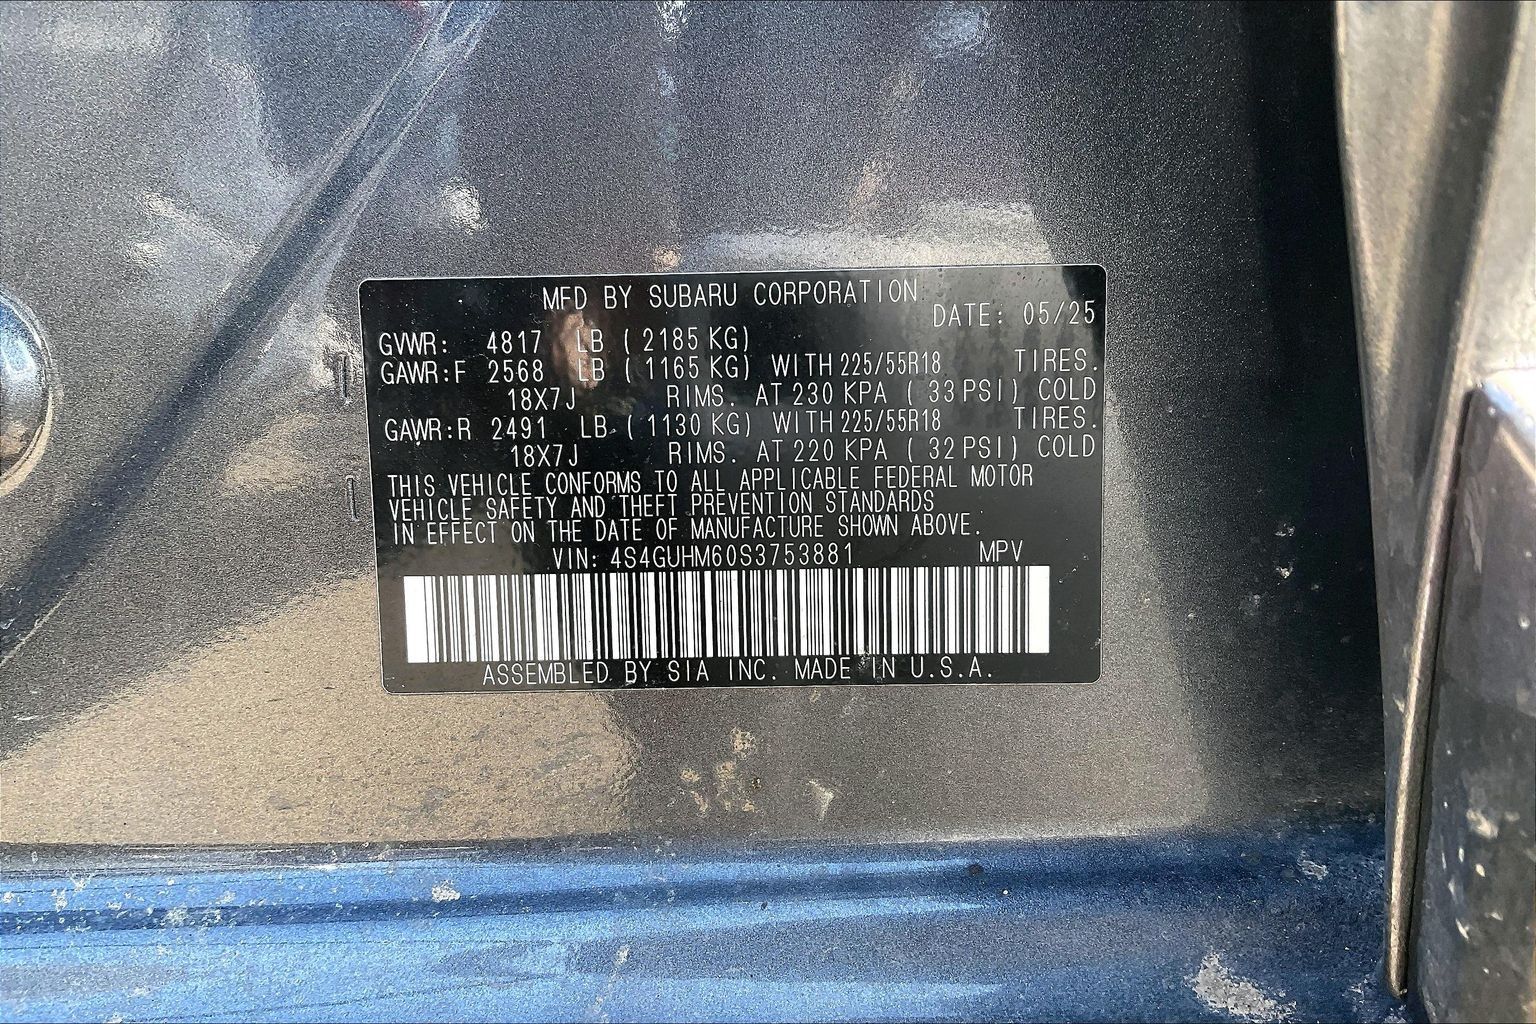 MFD BY SUBARU CORPORATION
DATE: 05/25
GVWR: 4817 LB ( 2185 KG)
GAWR:F 2568 LB ( 1165 KG) WITH 225/55R18 TIRES.
18X7J RIMS. AT 230 KPA ( 33 PSI) COLD
GAWR:R 2491 LB ( 1130 KG) WITH 225/55R18 TIRES.
18X7J RIMS. AT 220 KPA ( 32 PSI) COLD
THIS VEHICLE CONFORMS TO ALL APPLICABLE FEDERAL MOTOR
VEHICLE SAFETY AND THEFT PREVENTION STANDARDS
IN EFFECT ON THE DATE OF MANUFACTURE SHOWN ABOVE.
VIN: 4S4GUHM60S3753881 MPV
ASSEMBLED BY SIA INC. MADE IN U.S.A.